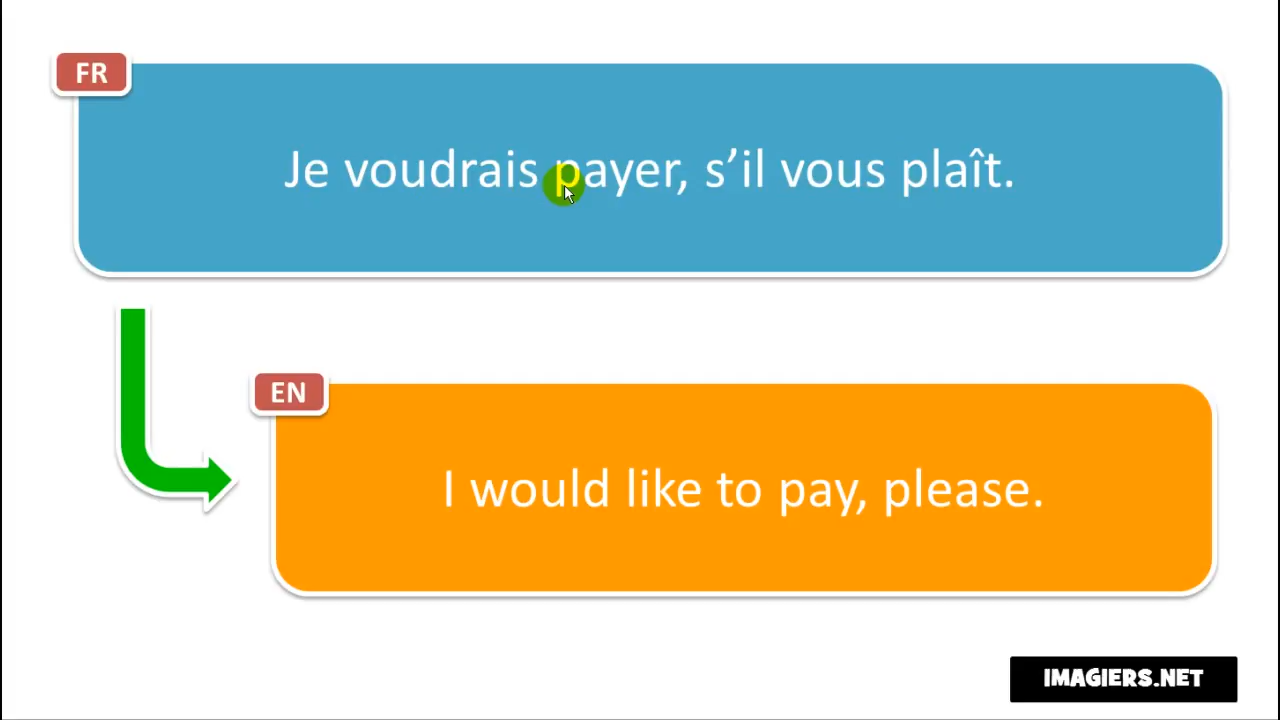 FR
Je voudrais payer, s’il vous plaît.
EN
I would like to pay, please.
IMAGIERS.NET